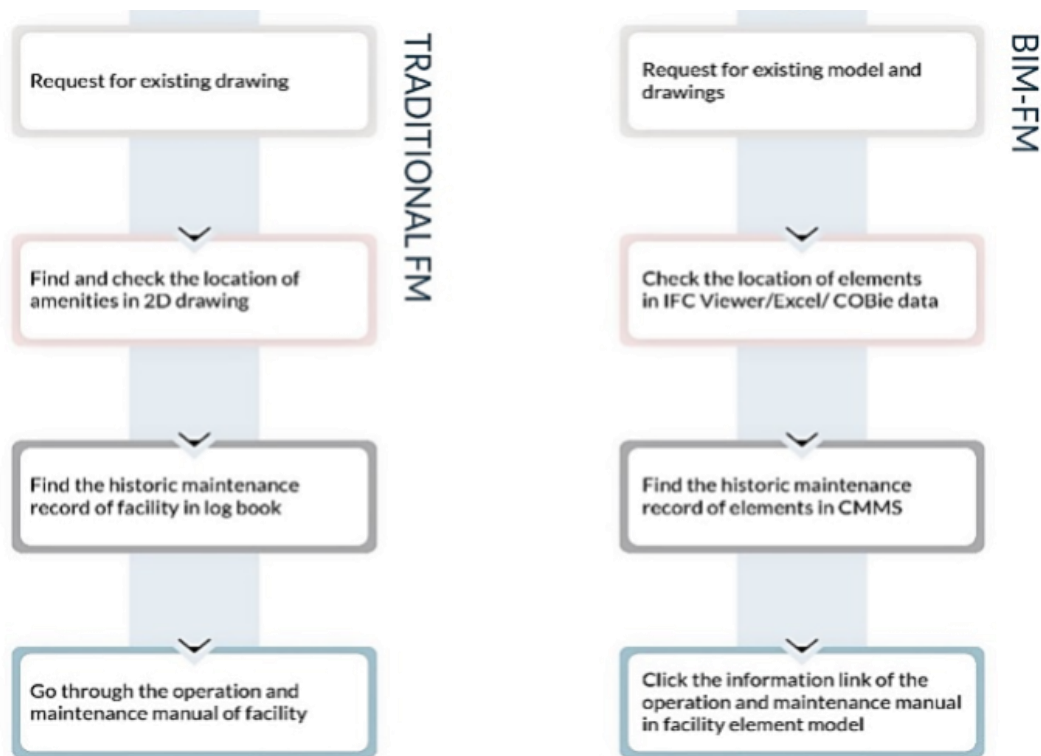 TRADITIONAL FM
Request for existing drawing
Find and check the location of
amenities in 2D drawing
Find the historic maintenance
record of facility in log book
Go through the operation and
maintenance manual of facility
BIM-FM
Request for existing model and
drawings
Check the location of elements
in IFC Viewer/Excel/ COBie data
Find the historic maintenance
record of elements in CMMS
Click the information link of the
operation and maintenance manual
in facility element model